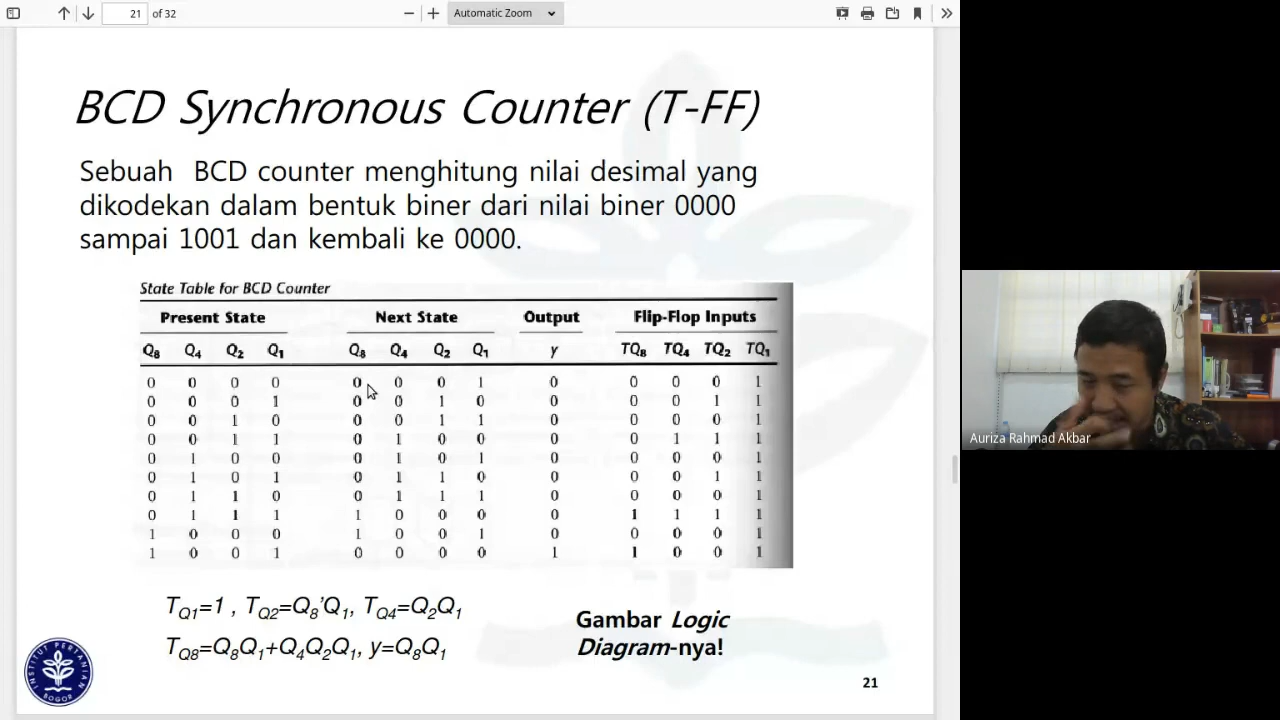 21 of 32
Automatic Zoom
BCD Synchronous Counter (T-FF)
Sebuah BCD counter menghitung nilai desimal yang
dikodekan dalam bentuk biner dari nilai biner 0000
sampai 1001 dan kembali ke 0000.
State Table for BCD Counter
Present State Next State Output Flip-Flop Inputs
Q₈ Q₄ Q₂ Q₁ Q₈ Q₄ Q₂ Q₁ y TQ₈ TQ₄ TQ₂ TQ₁
0 0 0 0 0 0 0 1 0 0 0 0 1
0 0 0 1 0 0 1 0 0 0 0 1 1
0 0 1 0 0 0 1 1 0 0 0 0 1
0 0 1 1 0 1 0 0 0 0 1 1 1
0 1 0 0 0 1 0 1 0 0 0 0 1
0 1 0 1 0 1 1 0 0 0 0 1 1
0 1 1 0 0 1 1 1 0 0 0 0 1
0 1 1 1 1 0 0 0 0 1 1 1 1
1 0 0 0 1 0 0 1 0 0 0 0 1
1 0 0 1 0 0 0 0 1 1 0 0 1
T_Q1=1 , T_Q2=Q₈'Q₁, T_Q4=Q₂Q₁
T_Q8=Q₈Q₁+Q₄Q₂Q₁, y=Q₈Q₁
Gambar Logic
Diagram-nya!
INSTITUT PERTANIAN
BOGOR
21
Auriza Rahmad Akbar